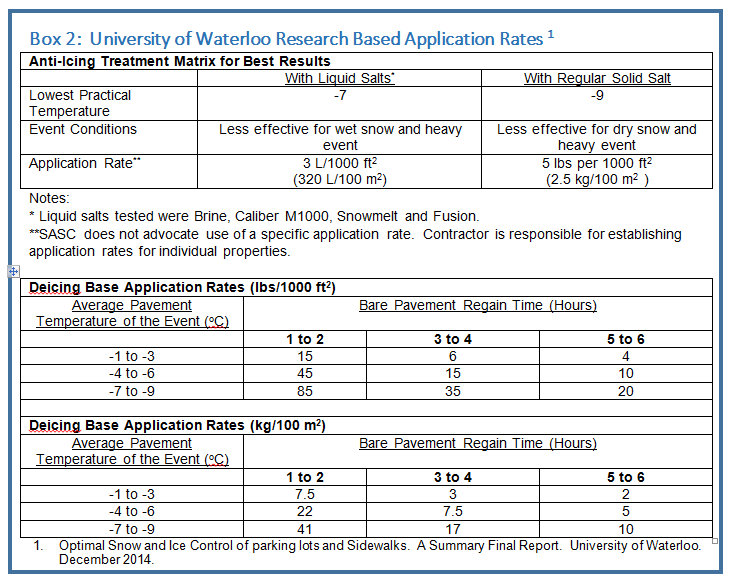 Box 2: University of Waterloo Research Based Application Rates 1
Anti-Icing Treatment Matrix for Best Results
With Liquid Salts* With Regular Solid Salt
Lowest Practical Temperature -7 -9
Event Conditions Less effective for wet snow and heavy event Less effective for dry snow and heavy event
Application Rate** 3 L/1000 ft2 (320 L/100 m2) 5 lbs per 1000 ft2 (2.5 kg/100 m2 )
Notes:
* Liquid salts tested were Brine, Caliber M1000, Snowmelt and Fusion.
**SASC does not advocate use of a specific application rate. Contractor is responsible for establishing
application rates for individual properties.
Deicing Base Application Rates (lbs/1000 ft2)
Average Pavement Temperature of the Event (ºC) Bare Pavement Regain Time (Hours)
1 to 2 3 to 4 5 to 6
-1 to -3 15 6 4
-4 to -6 45 15 10
-7 to -9 85 35 20
Deicing Base Application Rates (kg/100 m2)
Average Pavement Temperature of the Event (ºC) Bare Pavement Regain Time (Hours)
1 to 2 3 to 4 5 to 6
-1 to -3 7.5 3 2
-4 to -6 22 7.5 5
-7 to -9 41 17 10
1. Optimal Snow and Ice Control of parking lots and Sidewalks. A Summary Final Report. University of Waterloo.
December 2014.